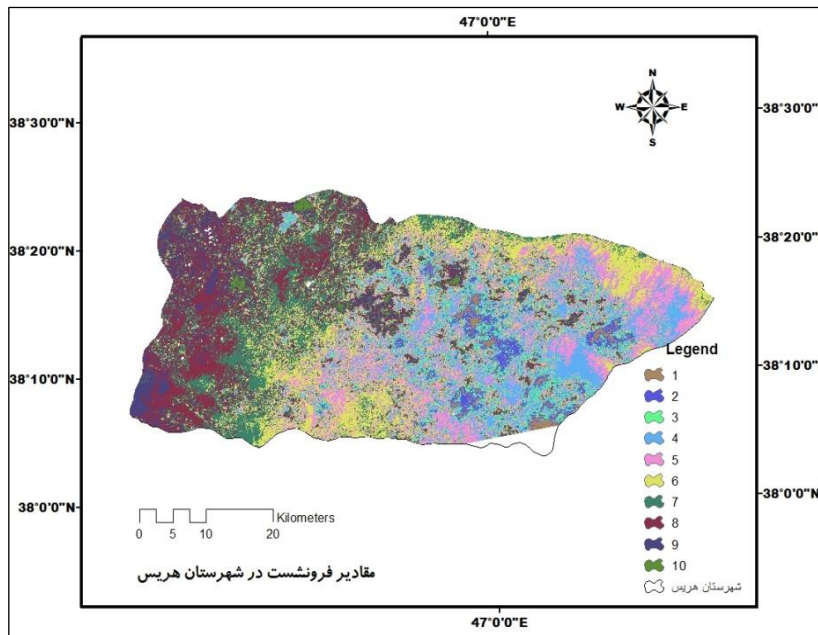 47°0'0"E
38°30'0"N
38°30'0"N
N
W
E
S
38°20'0"N
38°20'0"N
38°10'0"N
38°10'0"N
Legend
1
2
3
4
5
6
7
8
9
10
شهرستان هریس
38°0'0"N
38°0'0"N
Kilometers
0 5 10 20
مقادیر فرونشست در شهرستان هریس
47°0'0"E